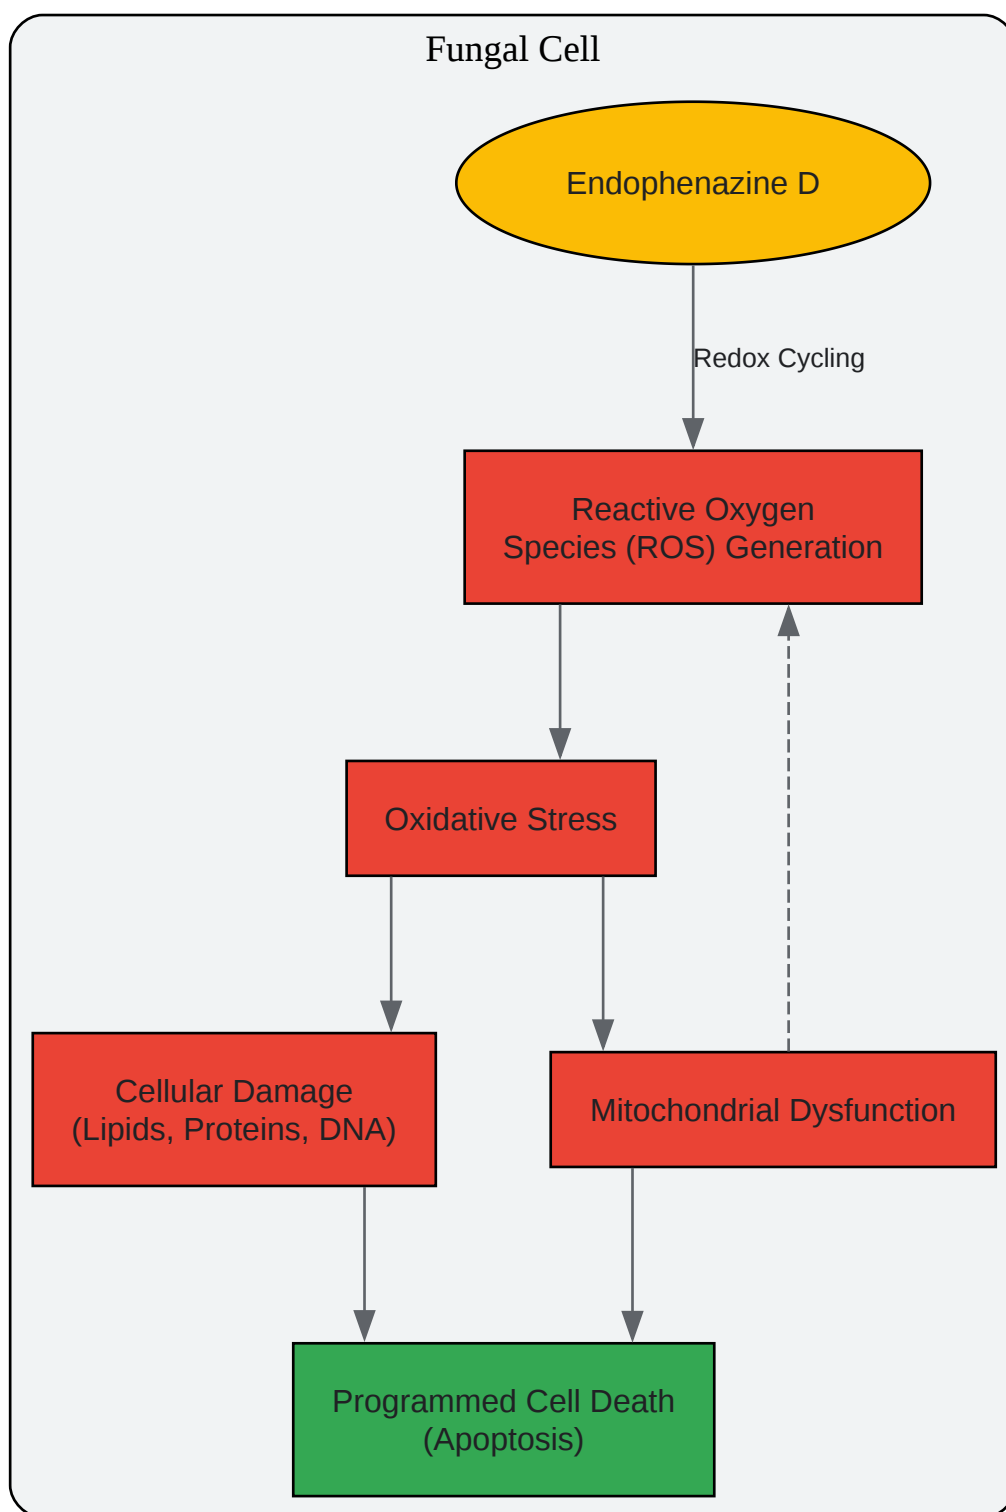 Fungal Cell
Endophenazine D
Redox Cycling
Reactive Oxygen
Species (ROS) Generation
Oxidative Stress
Cellular Damage
(Lipids, Proteins, DNA)
Mitochondrial Dysfunction
Programmed Cell Death
(Apoptosis)